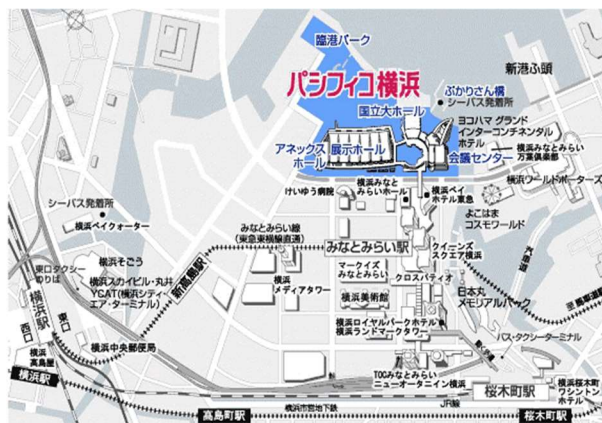 臨港パーク
パシフィコ横浜
国立大ホール
アネックスホール
展示ホール
会議センター
新港ふ頭
ぷかりさん橋
シーバス発着所
ヨコハマ グランド
インターコンチネンタル
ホテル
横浜みなとみらい
万葉倶楽部
横浜ワールドポーターズ
けいゆう病院
横浜みなと
みらいホール
横浜ベイ
ホテル東急
よこはま
コスモワールド
シーバス発着所
横浜ベイクォーター
みなとみらい線
(東急東横線直通)
みなとみらい駅
クイーンズ
スクエア横浜
大桟橋
新高島駅
東口タクシー
のりば
横浜そごう
横浜スカイビル・丸井
YCAT(横浜シティ・
エア・ターミナル)
横浜
メディアタワー
マークイズ
みなとみらい
クロスパティオ
日本丸
メモリアルパーク
馬車道駅
横浜美術館
横浜駅
東口
西口
横浜中央郵便局
横浜ロイヤルパークホテル
横浜ランドマークタワー
動く歩道
バス・タクシーターミナル
横浜
高島屋
横浜駅
TOCみなとみらい
ニューオータニイン横浜
桜木町駅
横浜桜木町
ワシントン
ホテル
JR線
高島町駅
横浜市営地下鉄
桜木町駅